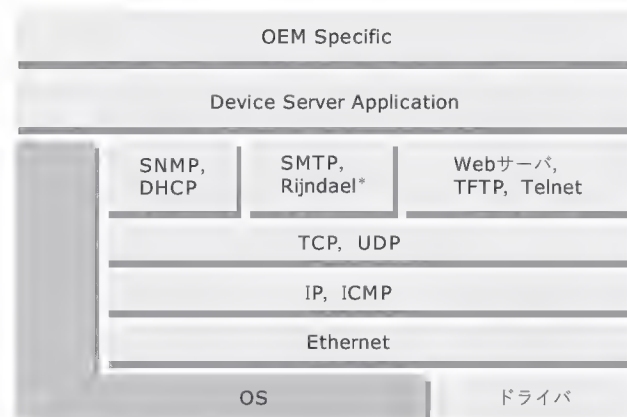 OEM Specific
Device Server Application
SNMP,
DHCP
SMTP,
Rijndael*
Webサーバ,
TFTP, Telnet
TCP, UDP
IP, ICMP
Ethernet
OS
ドライバ